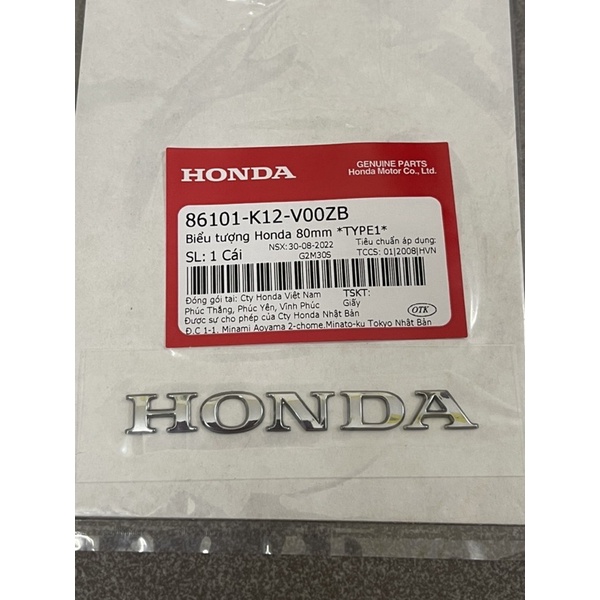 HONDA
GENUINE PARTS
Honda Motor Co., Ltd.
86101-K12-V00ZB
Biểu tượng Honda 80mm *TYPE1*
NSX:30-08-2022
Tiêu chuẩn áp dụng:
SL: 1 Cái
G2M30S
TCCS: 01|2008|HVN
Đóng gói tại: Cty Honda Việt Nam
TSKT:
Phúc Thắng, Phúc Yên, Vĩnh Phúc
Giấy
Được sự cho phép của Cty Honda Nhật Bản
OTK
Đ.C 1-1, Minami Aoyama 2-chome,Minato-ku Tokyo Nhật Bản
HONDA